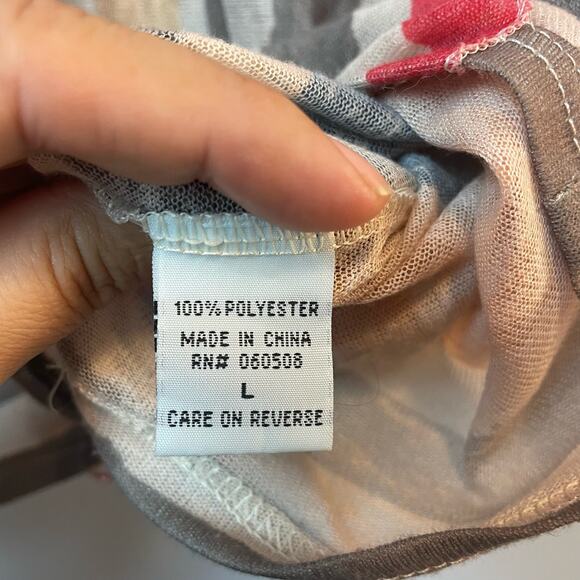 100% POLYESTER
MADE IN CHINA
RN# 060508
L
CARE ON REVERSE